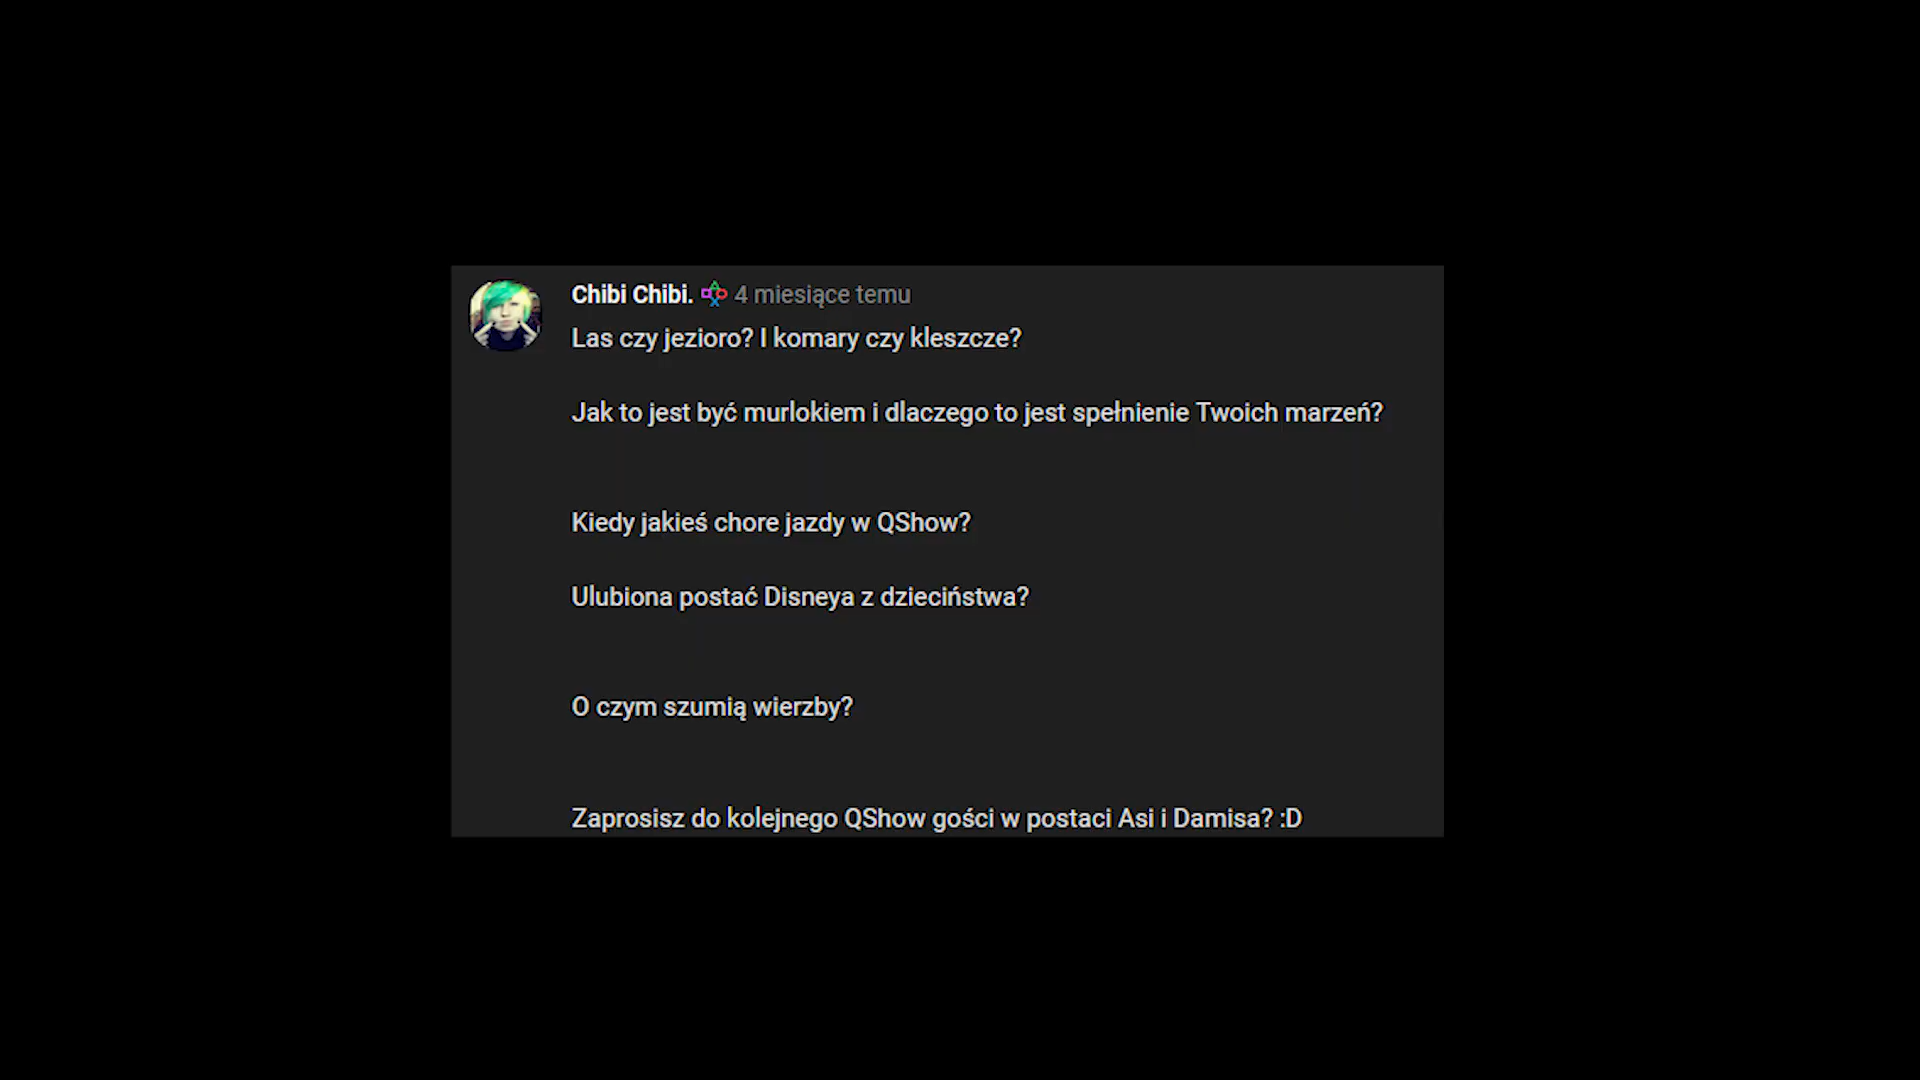 Chibi Chibi. 4 miesiące temu
Las czy jezioro? I komary czy kleszcze?
Jak to jest być murlokiem i dlaczego to jest spełnienie Twoich marzeń?
Kiedy jakieś chore jazdy w QShow?
Ulubiona postać Disneya z dzieciństwa?
O czym szumią wierzby?
Zaprosisz do kolejnego QShow gości w postaci Asi i Damisa? :D